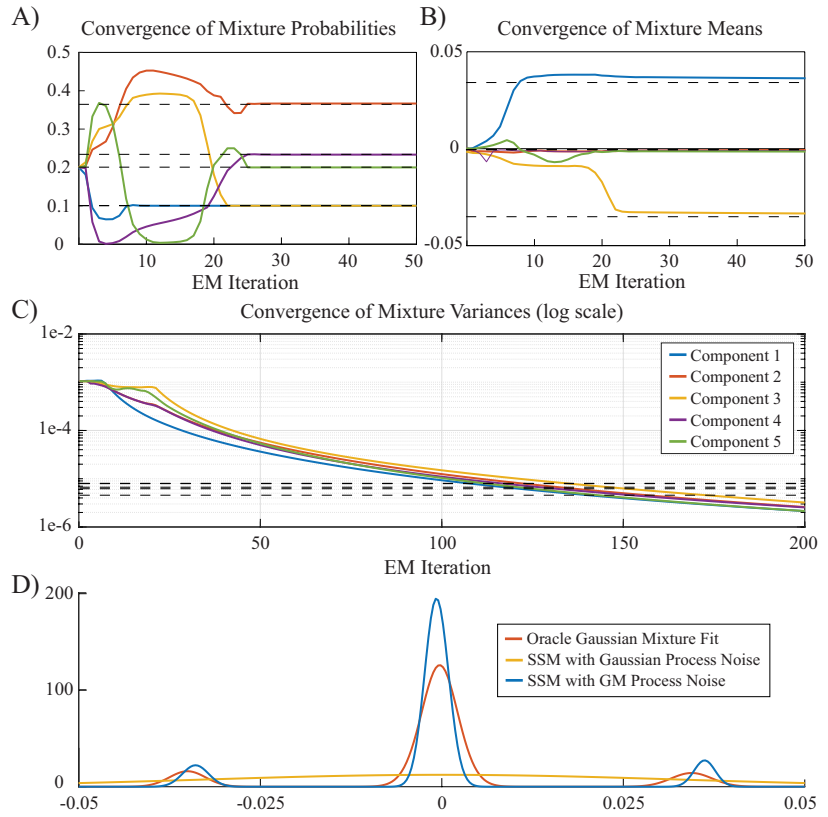 A) Convergence of Mixture Probabilities
0.5
0.4
0.3
0.2
0.1
0
10 20 30 40 50
EM Iteration
B) Convergence of Mixture Means
0.05
0
-0.05
0 10 20 30 40 50
EM Iteration
C) Convergence of Mixture Variances (log scale)
1e-2
1e-4
1e-6
Component 1
Component 2
Component 3
Component 4
Component 5
0 50 100 150 200
EM Iteration
D)
200
100
0
Oracle Gaussian Mixture Fit
SSM with Gaussian Process Noise
SSM with GM Process Noise
-0.05 -0.025 0 0.025 0.05